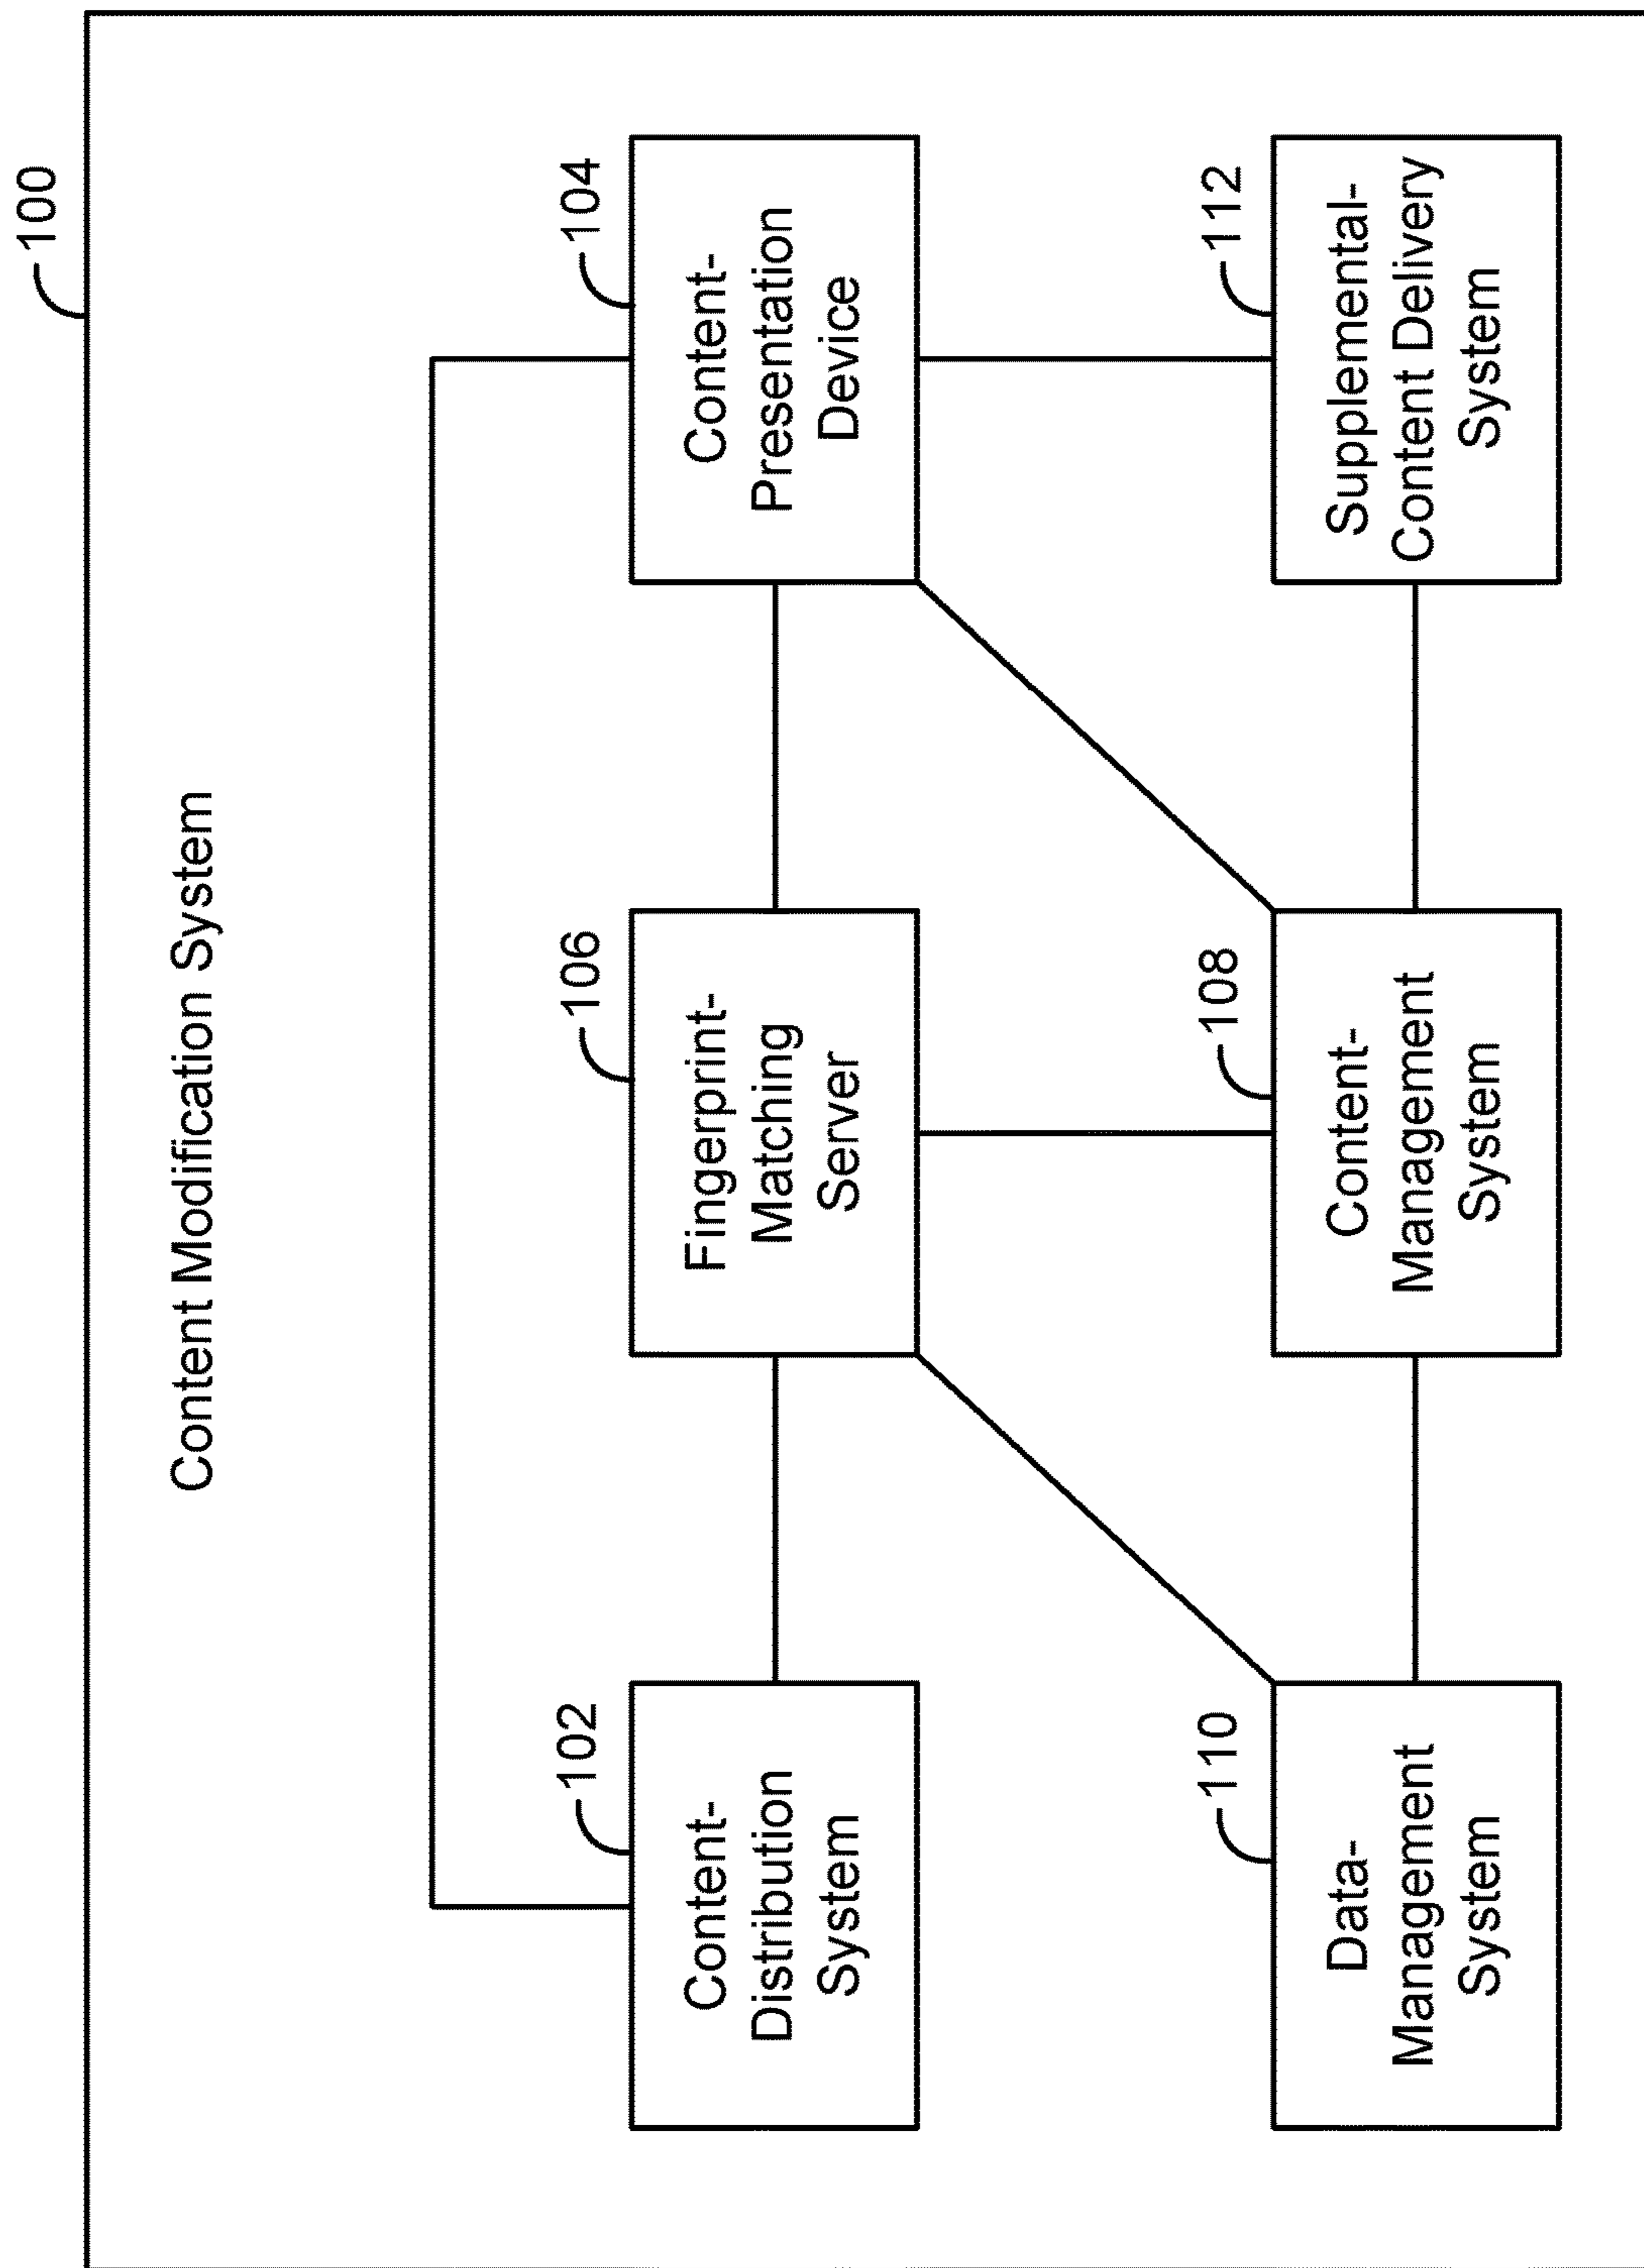 100
Content Modification System
102
Content-
Distribution
System
106
Fingerprint-
Matching
Server
104
Content-
Presentation
Device
110
Data-
Management
System
108
Content-
Management
System
112
Supplemental-
Content Delivery
System